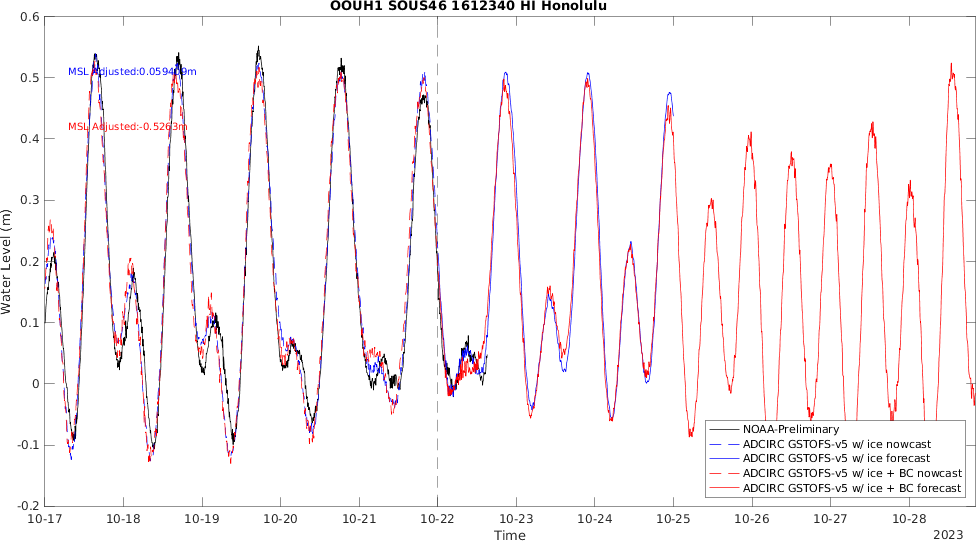 OOUH1 SOUS46 1612340 HI Honolulu
0.6
0.5
0.4
0.3
0.2
0.1
0
-0.1
-0.2
Water Level (m)
MSL Adjusted:0.059409m
MSL Adjusted:-0.5263m
NOAA-Preliminary
ADCIRC GSTOFS-v5 w/ ice nowcast
ADCIRC GSTOFS-v5 w/ ice forecast
ADCIRC GSTOFS-v5 w/ ice + BC nowcast
ADCIRC GSTOFS-v5 w/ ice + BC forecast
10-17 10-18 10-19 10-20 10-21 10-22 10-23 10-24 10-25 10-26 10-27 10-28
Time
2023